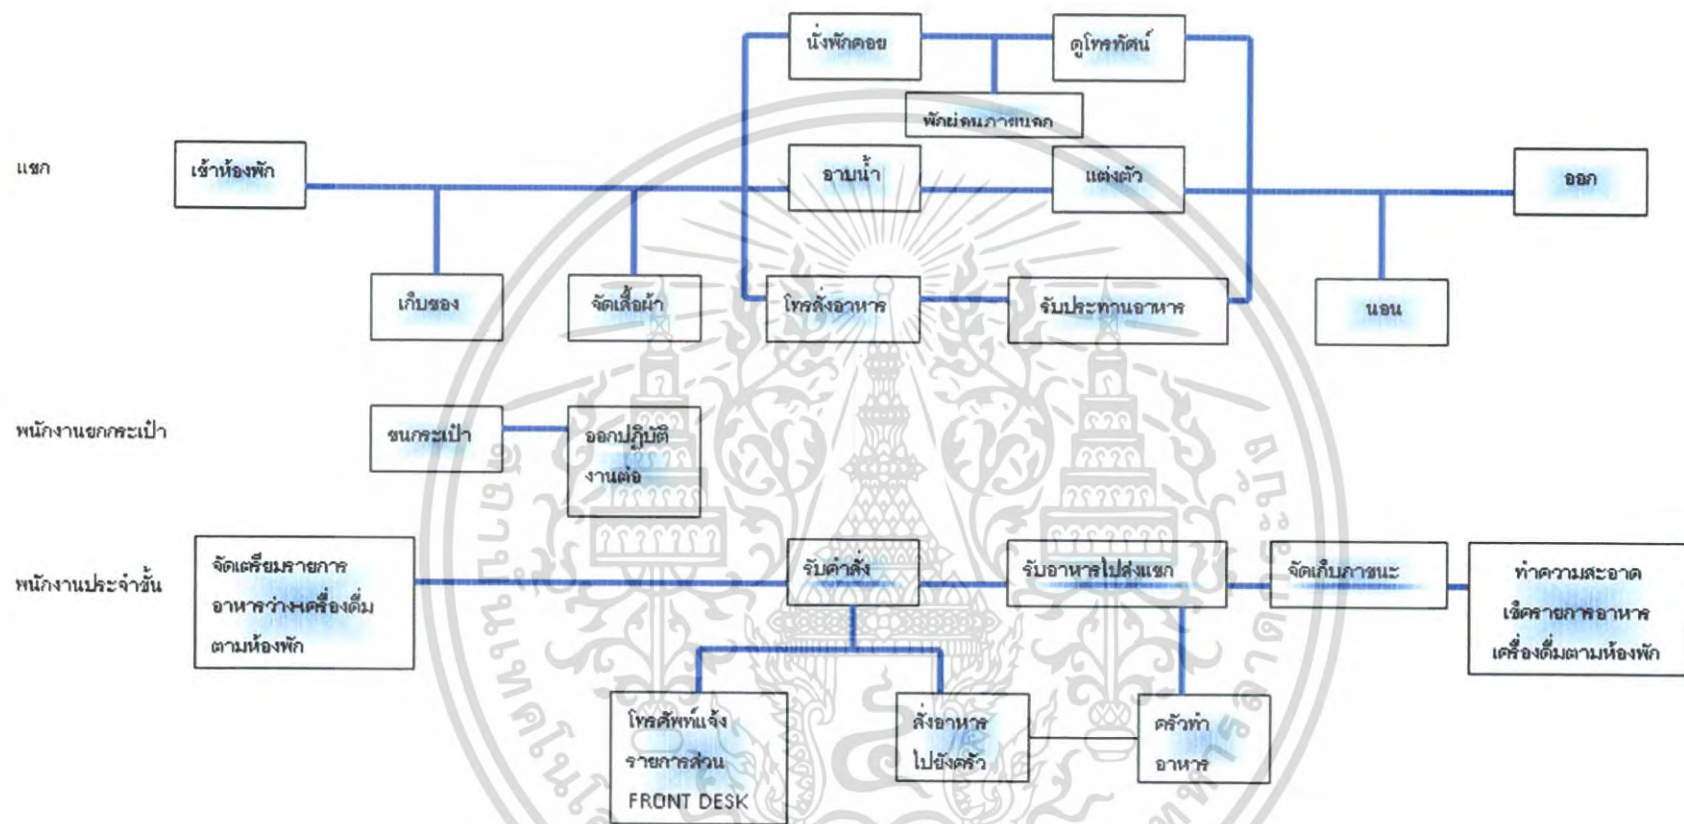 นั่งพักคอย
ดูโทรทัศน์
พักผ่อนภายนอก
แขก
เข้าห้องพัก
อาบน้ำ
แต่งตัว
ออก
เก็บของ
จัดเสื้อผ้า
โทรสั่งอาหาร
รับประทานอาหาร
นอน
พนักงานยกกระเป๋า
ขนกระเป๋า
ออกปฏิบัติ
งานต่อ
พนักงานประจำชั้น
จัดเตรียมรายการ
อาหารว่างเครื่องดื่ม
ตามห้องพัก
รับคำสั่ง
รับอาหารไปส่งแขก
จัดเก็บภาชนะ
ทำความสะอาด
เช็ครายการอาหาร
เครื่องดื่มตามห้องพัก
โทรศัพท์แจ้ง
รายการส่วน
FRONT DESK
สั่งอาหาร
ไปยังครัว
ครัวทำ
อาหาร